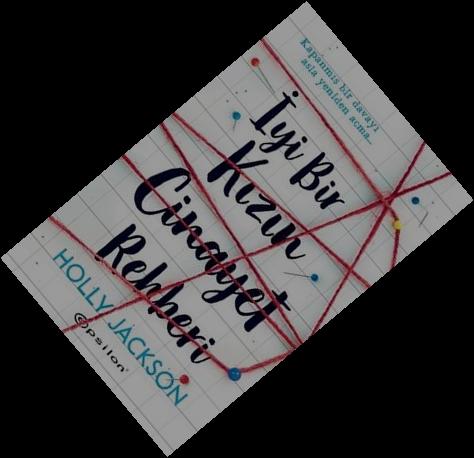 Kapanmış bir davayı
asla yeniden açma...
İyi Bir
Kızın
Cinayet
Rehberi
HOLLY JACKSON
epsilon